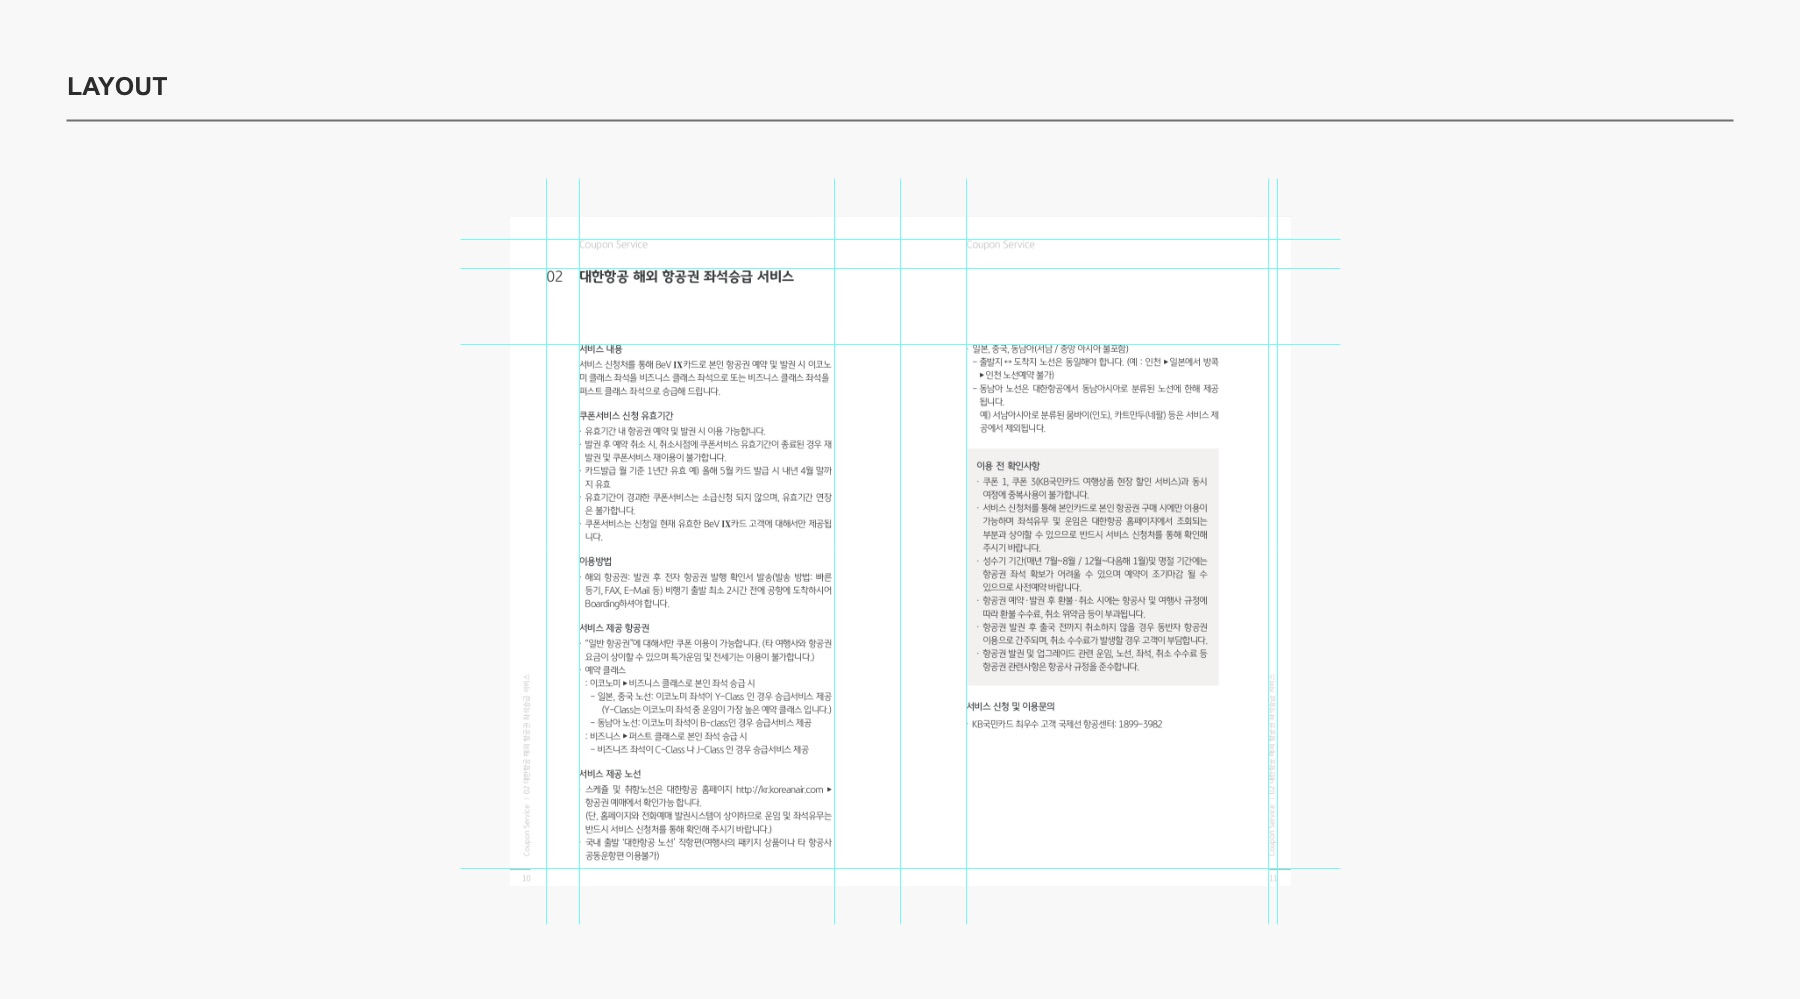 LAYOUT
Coupon Service
02 대한항공 해외 항공권 좌석승급 서비스
서비스 내용
서비스 신청처를 통해 BeV IX카드로 본인 항공권 예약 및 발권 시 이코노
미 클래스 좌석을 비즈니스 클래스 좌석으로 또는 비즈니스 클래스 좌석을
퍼스트 클래스 좌석으로 승급해 드립니다.
쿠폰서비스 신청 유효기간
· 유효기간 내 항공권 예약 및 발권 시 이용 가능합니다.
· 발권 후 예약 취소 시, 취소시점에 쿠폰서비스 유효기간이 종료된 경우 재
발권 및 쿠폰서비스 재이용이 불가합니다.
· 카드발급 월 기준 1년간 유효 예) 올해 5월 카드 발급 시 내년 4월 말까
지 유효
· 유효기간이 경과한 쿠폰서비스는 소급신청 되지 않으며, 유효기간 연장
은 불가합니다.
· 쿠폰서비스는 신청일 현재 유효한 BeV IX카드 고객에 대해서만 제공됩
니다.
이용방법
· 해외 항공권: 발권 후 전자 항공권 발행 확인서 발송(발송 방법: 빠른
등기, FAX, E-Mail 등) 비행기 출발 최소 2시간 전에 공항에 도착하시어
Boarding하셔야 합니다.
서비스 제공 항공권
· “일반 항공권”에 대해서만 쿠폰 이용이 가능합니다. (타 여행사와 항공권
요금이 상이할 수 있으며 특가운임 및 전세기는 이용이 불가합니다.)
· 예약 클래스
: 이코노미 ▶ 비즈니스 클래스로 본인 좌석 승급 시
- 일본, 중국 노선: 이코노미 좌석이 Y-Class 인 경우 승급서비스 제공
(Y-Class는 이코노미 좌석 중 운임이 가장 높은 예약 클래스 입니다.)
- 동남아 노선: 이코노미 좌석이 B-class인 경우 승급서비스 제공
: 비즈니스 ▶ 퍼스트 클래스로 본인 좌석 승급 시
- 비즈니즈 좌석이 C-Class 나 J-Class 인 경우 승급서비스 제공
서비스 제공 노선
· 스케쥴 및 취항노선은 대한항공 홈페이지 http://kr.koreanair.com ▶
항공권 예매에서 확인가능 합니다.
(단, 홈페이지와 전화예매 발권시스템이 상이하므로 운임 및 좌석유무는
반드시 서비스 신청처를 통해 확인해 주시기 바랍니다.)
· 국내 출발 ‘대한항공 노선’ 직항편(여행사의 패키지 상품이나 타 항공사
공동운항편 이용불가)
Coupon Service | 02 대한항공 해외 항공권 좌석승급 서비스
10
Coupon Service
· 일본, 중국, 동남아(서남 / 중앙 아시아 불포함)
- 출발지 ↔ 도착지 노선은 동일해야 합니다. (예 : 인천 ▶ 일본에서 방콕
▶ 인천 노선예약 불가)
- 동남아 노선은 대한항공에서 동남아시아로 분류된 노선에 한해 제공
됩니다.
예) 서남아시아로 분류된 뭄바이(인도), 카트만두(네팔) 등은 서비스 제
공에서 제외됩니다.
이용 전 확인사항
· 쿠폰 1, 쿠폰 3(KB국민카드 여행상품 현장 할인 서비스)과 동시
여정에 중복사용이 불가합니다.
· 서비스 신청처를 통해 본인카드로 본인 항공권 구매 시에만 이용이
가능하며 좌석유무 및 운임은 대한항공 홈페이지에서 조회되는
부분과 상이할 수 있으므로 반드시 서비스 신청처를 통해 확인해
주시기 바랍니다.
· 성수기 기간(매년 7월~8월 / 12월~다음해 1월)및 명절 기간에는
항공권 좌석 확보가 어려울 수 있으며 예약이 조기마감 될 수
있으므로 사전예약 바랍니다.
· 항공권 예약·발권 후 환불·취소 시에는 항공사 및 여행사 규정에
따라 환불 수수료, 취소 위약금 등이 부과됩니다.
· 항공권 발권 후 출국 전까지 취소하지 않을 경우 동반자 항공권
이용으로 간주되며, 취소 수수료가 발생할 경우 고객이 부담합니다.
· 항공권 발권 및 업그레이드 관련 운임, 노선, 좌석, 취소 수수료 등
항공권 관련사항은 항공사 규정을 준수합니다.
서비스 신청 및 이용문의
· KB국민카드 최우수 고객 국제선 항공센터: 1899-3982
Coupon Service | 02 대한항공 해외 항공권 좌석승급 서비스
11